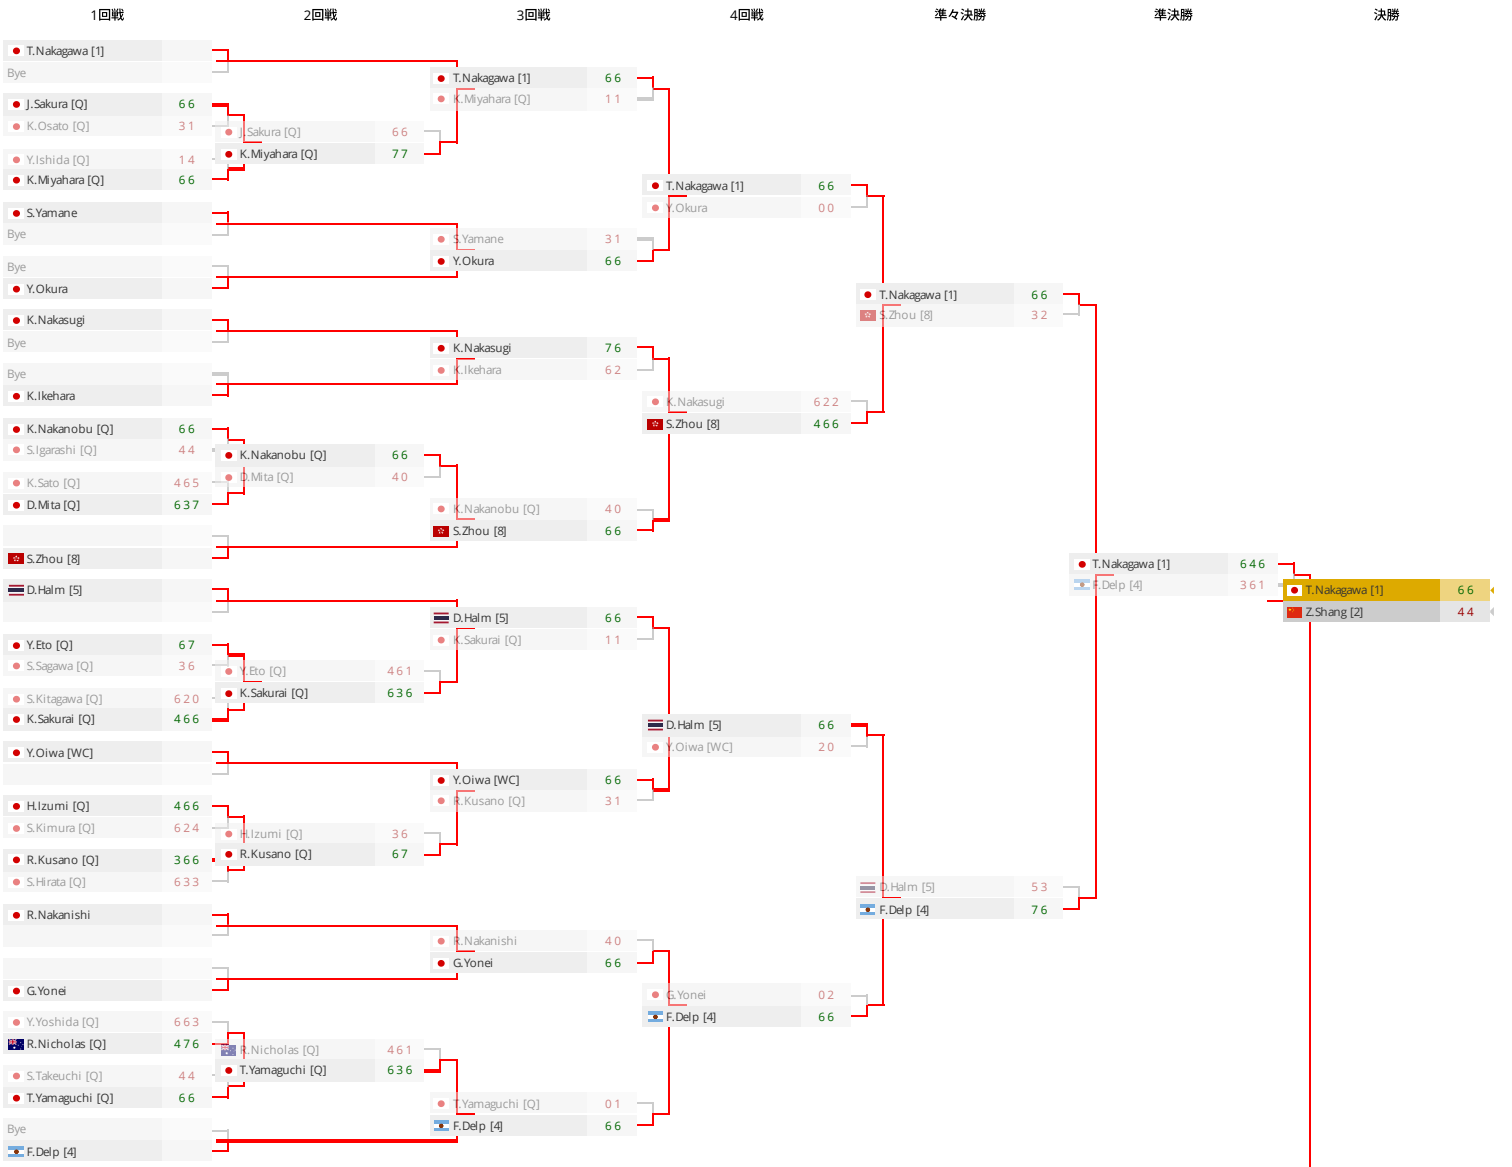 1回戦 2回戦 3回戦 4回戦 準々決勝 準決勝 決勝
T.Nakagawa [1]
Bye
J.Sakura [Q] 6 6
K.Osato [Q] 3 1
Y.Ishida [Q] 1 4
K.Miyahara [Q] 6 6
S.Yamane
Bye
Bye
Y.Okura
K.Nakasugi
Bye
Bye
K.Ikehara
K.Nakanobu [Q] 6 6
S.Igarashi [Q] 4 4
K.Sato [Q] 4 6 5
D.Mita [Q] 6 3 7
S.Zhou [8]
D.Halm [5]
Y.Eto [Q] 6 7
S.Sagawa [Q] 3 6
S.Kitagawa [Q] 6 2 0
K.Sakurai [Q] 4 6 6
Y.Oiwa [WC]
H.Izumi [Q] 4 6 6
S.Kimura [Q] 6 2 4
R.Kusano [Q] 3 6 6
S.Hirata [Q] 6 3 3
R.Nakanishi
G.Yonei
Y.Yoshida [Q] 6 6 3
R.Nicholas [Q] 4 7 6
S.Takeuchi [Q] 4 4
T.Yamaguchi [Q] 6 6
Bye
F.Delp [4]
J.Sakura [Q] 6 6
K.Miyahara [Q] 7 7
K.Nakanobu [Q] 6 6
D.Mita [Q] 4 0
Y.Eto [Q] 4 6 1
K.Sakurai [Q] 6 3 6
H.Izumi [Q] 3 6
R.Kusano [Q] 6 7
R.Nicholas [Q] 4 6 1
T.Yamaguchi [Q] 6 3 6
T.Nakagawa [1] 6 6
K.Miyahara [Q] 1 1
S.Yamane 3 1
Y.Okura 6 6
K.Nakasugi 7 6
K.Ikehara 6 2
K.Nakanobu [Q] 4 0
S.Zhou [8] 6 6
D.Halm [5] 6 6
K.Sakurai [Q] 1 1
Y.Oiwa [WC] 6 6
R.Kusano [Q] 3 1
R.Nakanishi 4 0
G.Yonei 6 6
T.Yamaguchi [Q] 0 1
F.Delp [4] 6 6
T.Nakagawa [1] 6 6
Y.Okura 0 0
K.Nakasugi 6 2 2
S.Zhou [8] 4 6 6
D.Halm [5] 6 6
Y.Oiwa [WC] 2 0
G.Yonei 0 2
F.Delp [4] 6 6
T.Nakagawa [1] 6 6
S.Zhou [8] 3 2
D.Halm [5] 5 3
F.Delp [4] 7 6
T.Nakagawa [1] 6 4 6
F.Delp [4] 3 6 1
T.Nakagawa [1] 6 6
Z.Shang [2] 4 4